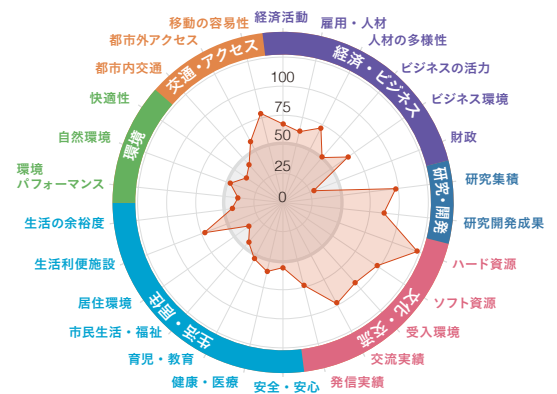 経済活動
雇用・人材
人材の多様性
ビジネスの活力
ビジネス環境
財政
研究集積
研究開発成果
ハード資源
ソフト資源
受入環境
交流実績
発信実績
安全・安心
健康・医療
育児・教育
市民生活・福祉
居住環境
生活利便施設
生活の余裕度
環境
パフォーマンス
自然環境
快適性
都市内交通
都市外アクセス
移動の容易性
経済・ビジネス
研究・開発
文化・交流
生活・居住
環境
交通・アクセス
100
75
50
25
0